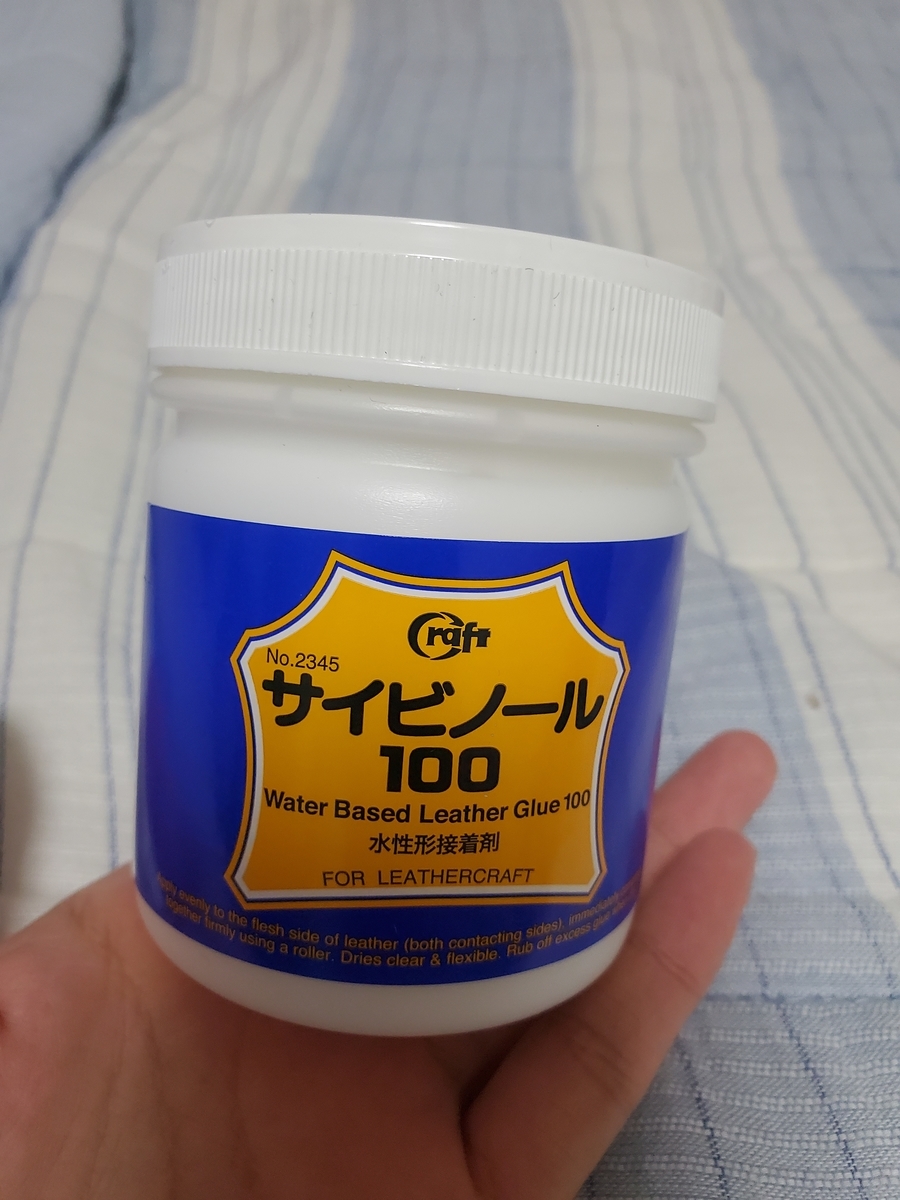 Craft
No.2345
サイビノール
100
Water Based Leather Glue 100
水性形接着剤
FOR LEATHERCRAFT
Apply evenly to the flesh side of leather (both contacting sides), immediately
together firmly using a roller. Dries clear & flexible. Rub off excess glue